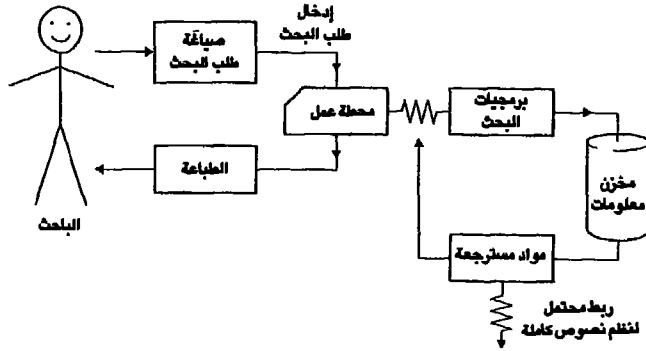 إدخال
طلب البحث
صياغة
طلب البحث
برمجيات
البحث
محطة عمل
الطباعة
مخزن
معلومات
الباحث
مواد مسترجعة
ربط محتمل
لنظم نصوص كاملة